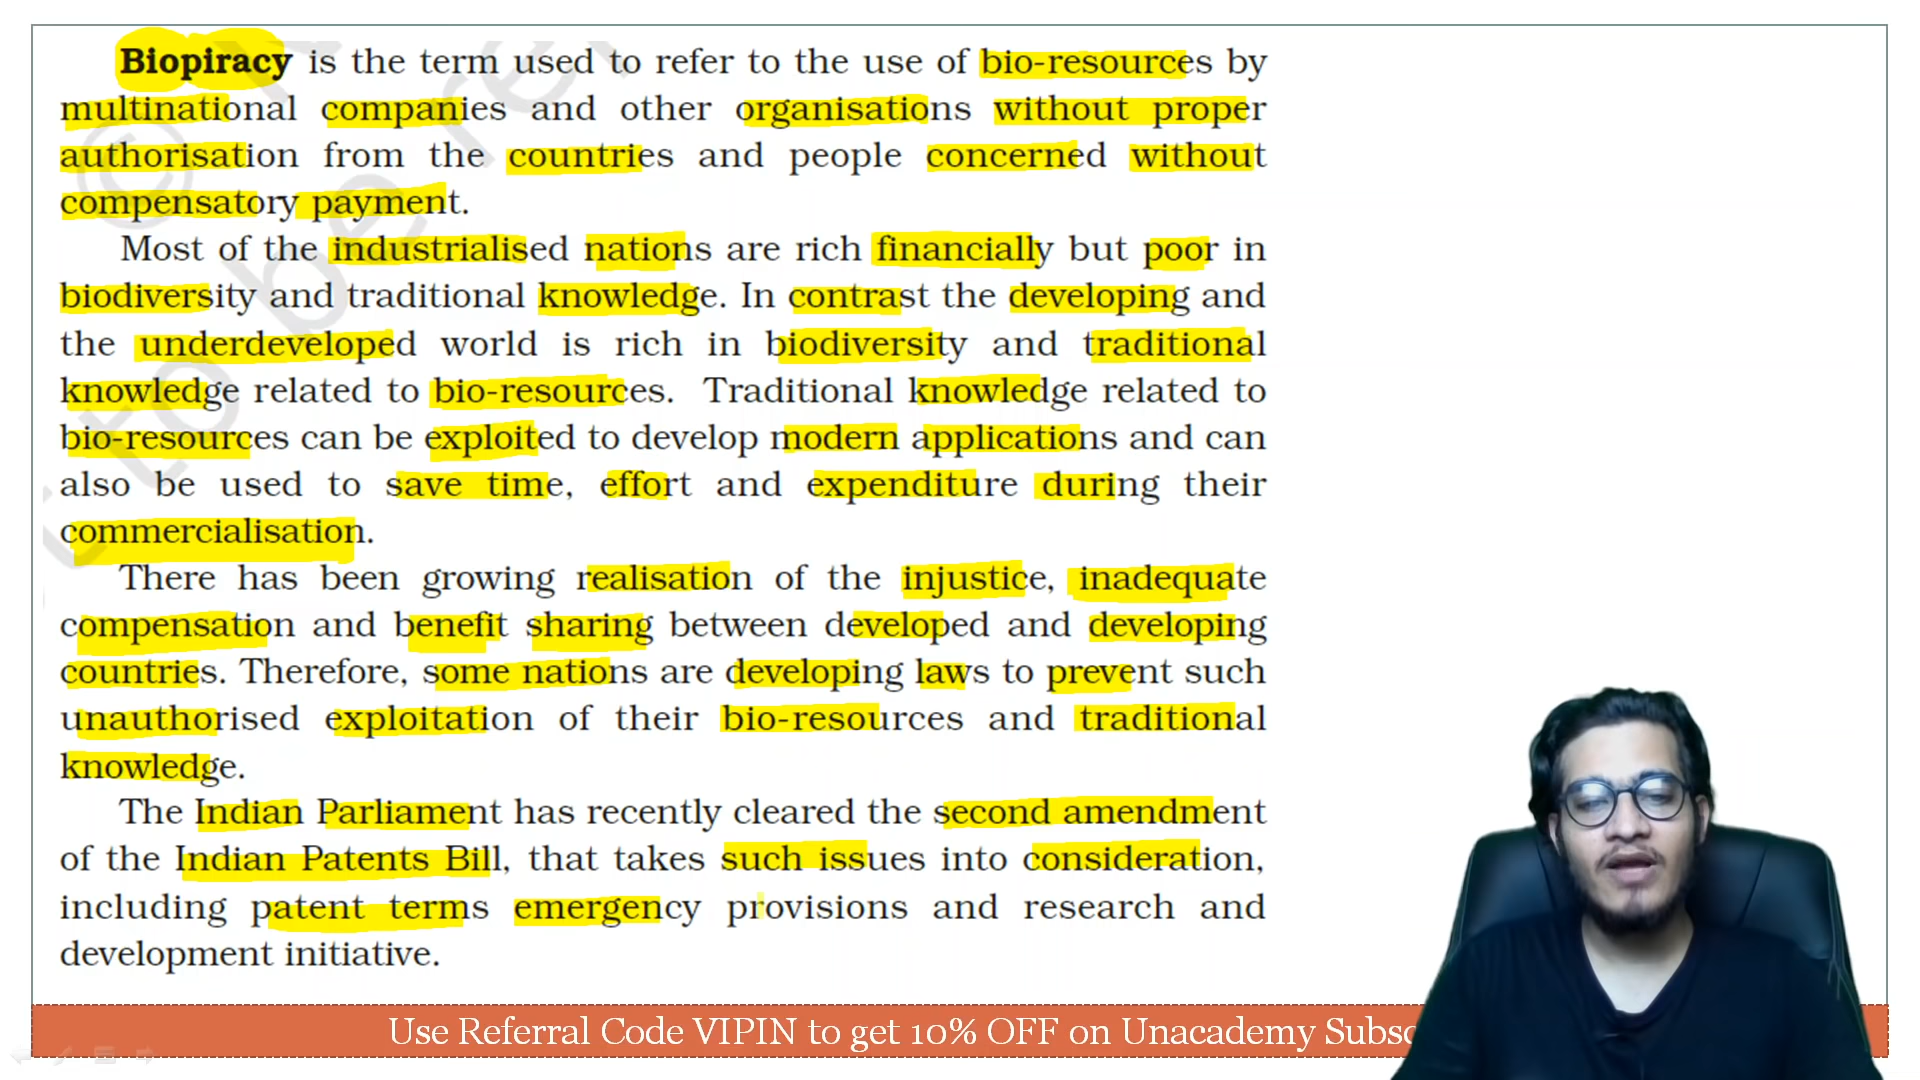 Biopiracy is the term used to refer to the use of bio-resources by
multinational companies and other organisations without proper
authorisation from the countries and people concerned without
compensatory payment.
Most of the industrialised nations are rich financially but poor in
biodiversity and traditional knowledge. In contrast the developing and
the underdeveloped world is rich in biodiversity and traditional
knowledge related to bio-resources. Traditional knowledge related to
bio-resources can be exploited to develop modern applications and can
also be used to save time, effort and expenditure during their
commercialisation.
There has been growing realisation of the injustice, inadequate
compensation and benefit sharing between developed and developing
countries. Therefore, some nations are developing laws to prevent such
unauthorised exploitation of their bio-resources and traditional
knowledge.
The Indian Parliament has recently cleared the second amendment
of the Indian Patents Bill, that takes such issues into consideration,
including patent terms emergency provisions and research and
development initiative.
Use Referral Code VIPIN to get 10% OFF on Unacademy Subsc